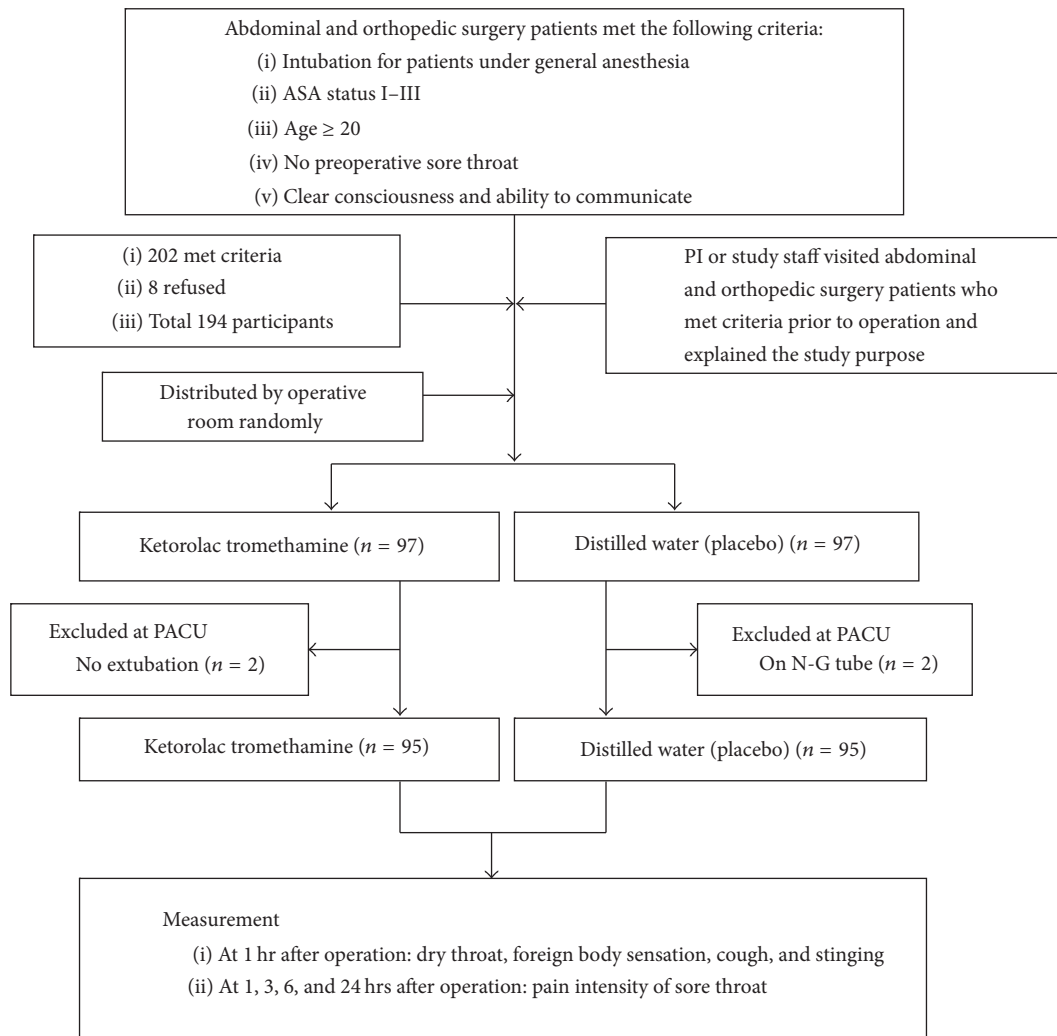 Abdominal and orthopedic surgery patients met the following criteria:
(i) Intubation for patients under general anesthesia
(ii) ASA status I–III
(iii) Age ≥ 20
(iv) No preoperative sore throat
(v) Clear consciousness and ability to communicate
(i) 202 met criteria
(ii) 8 refused
(iii) Total 194 participants
PI or study staff visited abdominal
and orthopedic surgery patients who
met criteria prior to operation and
explained the study purpose
Distributed by operative
room randomly
Ketorolac tromethamine (n = 97)
Distilled water (placebo) (n = 97)
Excluded at PACU
No extubation (n = 2)
Excluded at PACU
On N-G tube (n = 2)
Ketorolac tromethamine (n = 95)
Distilled water (placebo) (n = 95)
Measurement
(i) At 1 hr after operation: dry throat, foreign body sensation, cough, and stinging
(ii) At 1, 3, 6, and 24 hrs after operation: pain intensity of sore throat